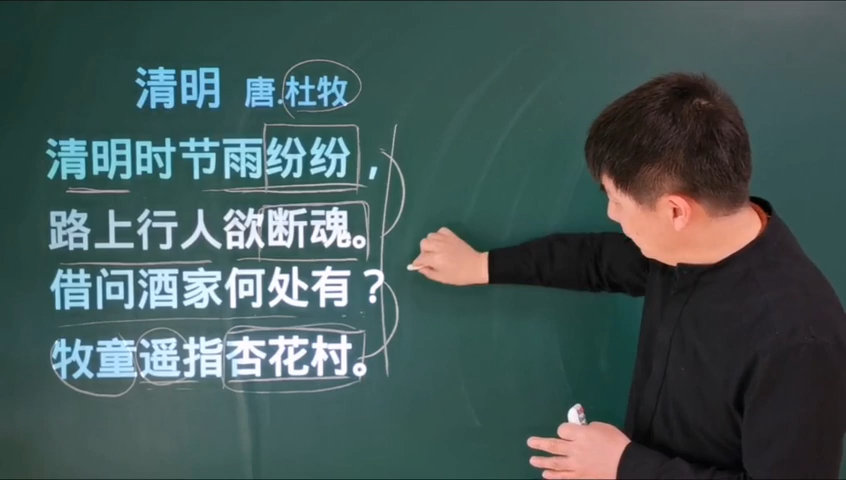 清明 唐.杜牧
清明时节雨纷纷，
路上行人欲断魂。
借问酒家何处有？
牧童遥指杏花村。